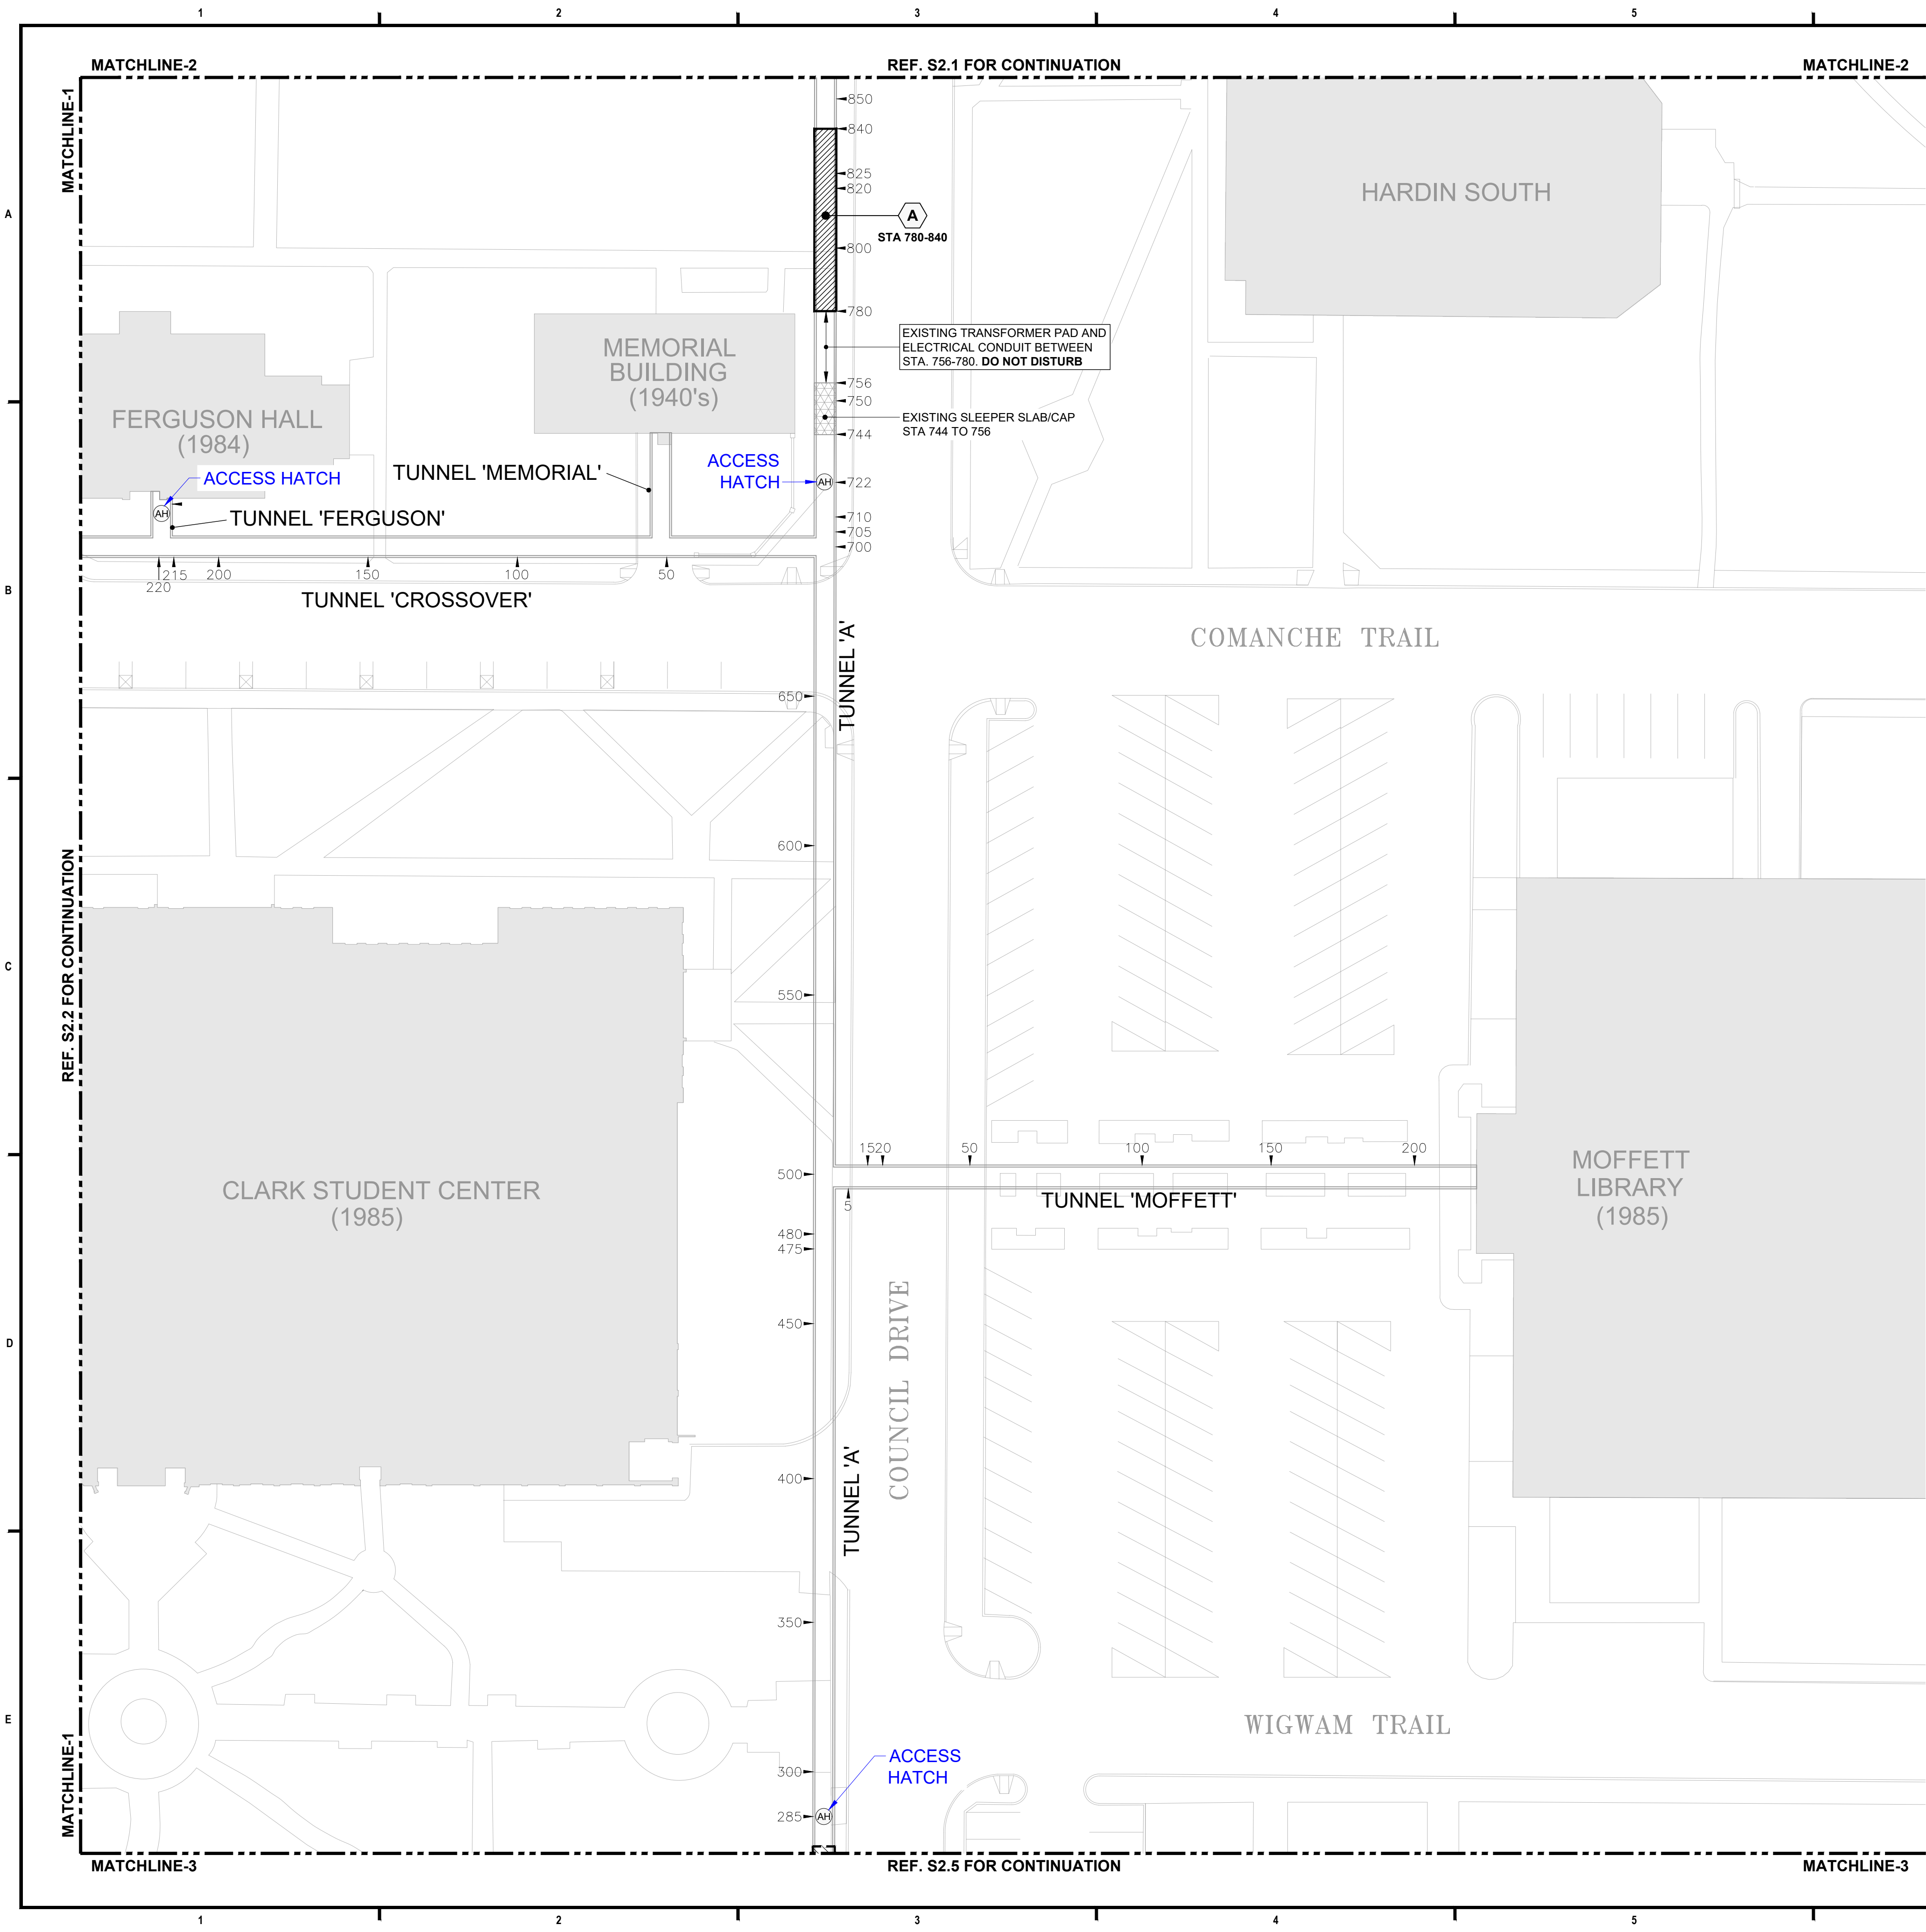 1
2
3
4
5
MATCHLINE-2
REF. S2.1 FOR CONTINUATION
MATCHLINE-2
MATCHLINE-1
850
840
825
820
A
STA 780-840
800
780
HARDIN SOUTH
A
EXISTING TRANSFORMER PAD AND
ELECTRICAL CONDUIT BETWEEN
STA. 756-780. DO NOT DISTURB
MEMORIAL
BUILDING
(1940's)
756
750
744
EXISTING SLEEPER SLAB/CAP
STA 744 TO 756
FERGUSON HALL
(1984)
ACCESS HATCH
AH
TUNNEL 'FERGUSON'
TUNNEL 'MEMORIAL'
ACCESS
HATCH
AH
722
710
705
700
220
215
200
150
100
50
TUNNEL 'CROSSOVER'
B
TUNNEL 'A'
COMANCHE TRAIL
650
600
REF. S2.2 FOR CONTINUATION
C
550
1520
50
100
150
200
500
5
TUNNEL 'MOFFETT'
CLARK STUDENT CENTER
(1985)
MOFFETT
LIBRARY
(1985)
480
475
450
D
COUNCIL DRIVE
TUNNEL 'A'
400
350
E
WIGWAM TRAIL
MATCHLINE-1
ACCESS
HATCH
300
285
AH
MATCHLINE-3
REF. S2.5 FOR CONTINUATION
MATCHLINE-3
1
2
3
4
5